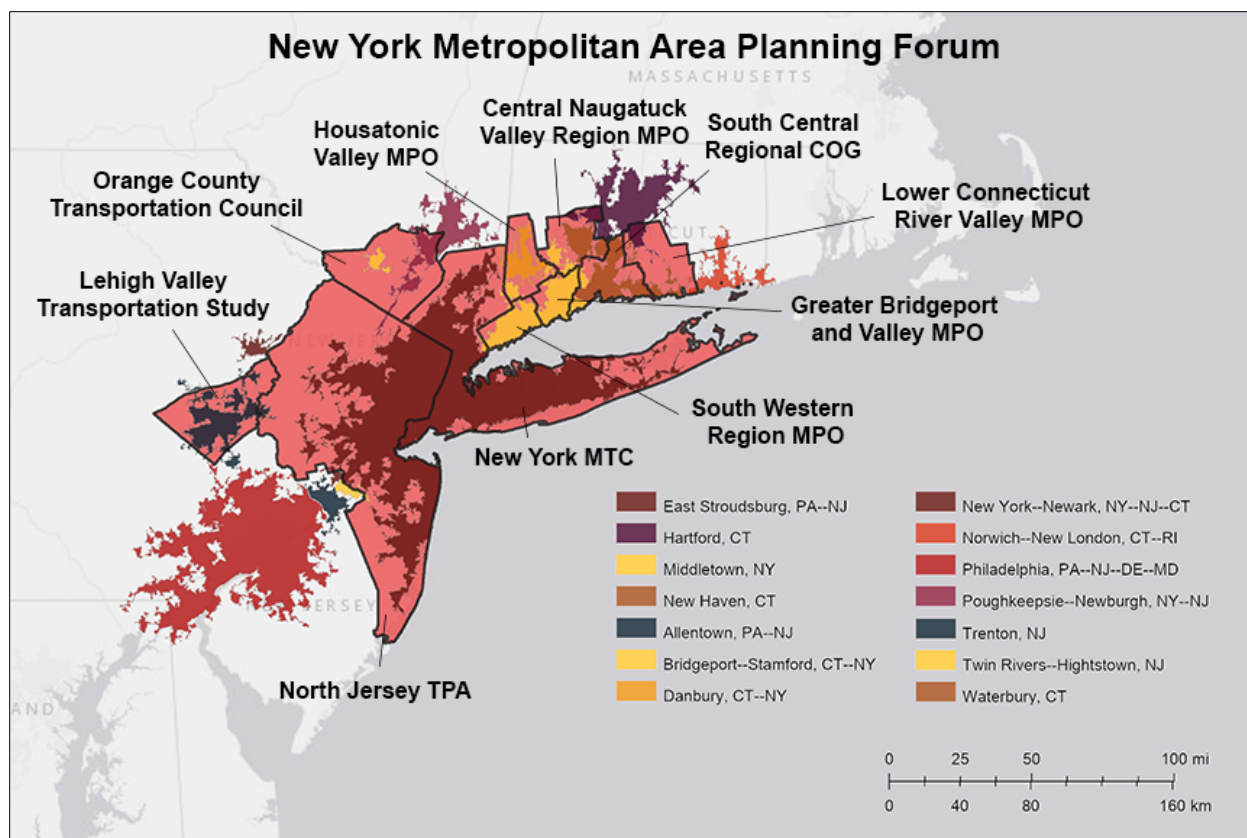 New York Metropolitan Area Planning Forum
MASSACHUSETTS
Central Naugatuck
Valley Region MPO
South Central
Regional COG
Housatonic
Valley MPO
Orange County
Transportation Council
Lower Connecticut
River Valley MPO
CUT
Lehigh Valley
Transportation Study
Greater Bridgeport
and Valley MPO
NEW JER
South Western
Region MPO
New York MTC
JERSEY
North Jersey TPA
AND
East Stroudsburg, PA--NJ
Hartford, CT
Middletown, NY
New Haven, CT
Allentown, PA--NJ
Bridgeport--Stamford, CT--NY
Danbury, CT--NY
New York--Newark, NY--NJ--CT
Norwich--New London, CT--RI
Philadelphia, PA--NJ--DE--MD
Poughkeepsie--Newburgh, NY--NJ
Trenton, NJ
Twin Rivers--Hightstown, NJ
Waterbury, CT
0 25 50 100 mi
0 40 80 160 km